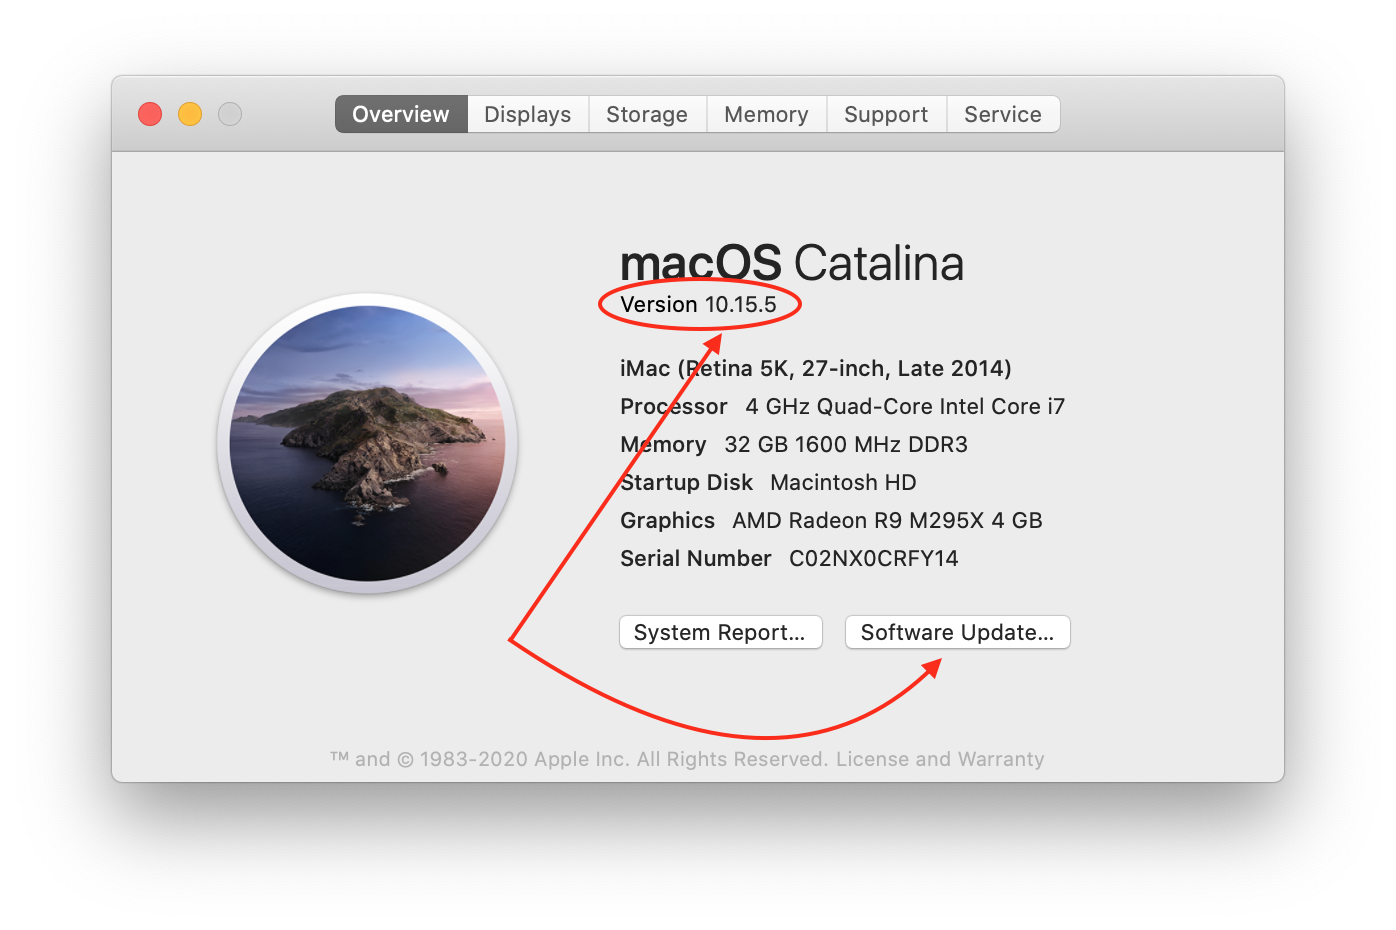 Overview Displays Storage Memory Support Service
macOS Catalina
Version 10.15.5
iMac (Retina 5K, 27-inch, Late 2014)
Processor 4 GHz Quad-Core Intel Core i7
Memory 32 GB 1600 MHz DDR3
Startup Disk Macintosh HD
Graphics AMD Radeon R9 M295X 4 GB
Serial Number C02NX0CRFY14
System Report... Software Update...
™ and © 1983-2020 Apple Inc. All Rights Reserved. License and Warranty